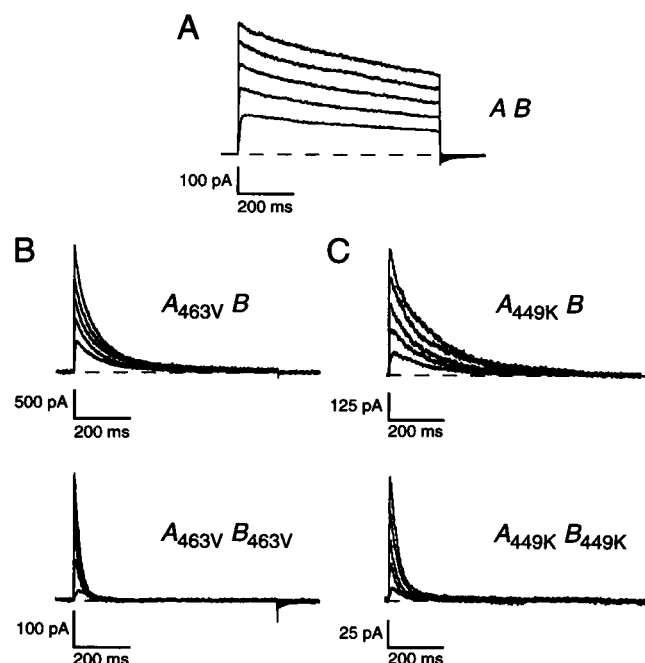 A
A B
100 pA
200 ms
B
A463V B
500 pA
200 ms
C
A449K B
125 pA
200 ms
A463V B463V
100 pA
200 ms
A449K B449K
25 pA
200 ms